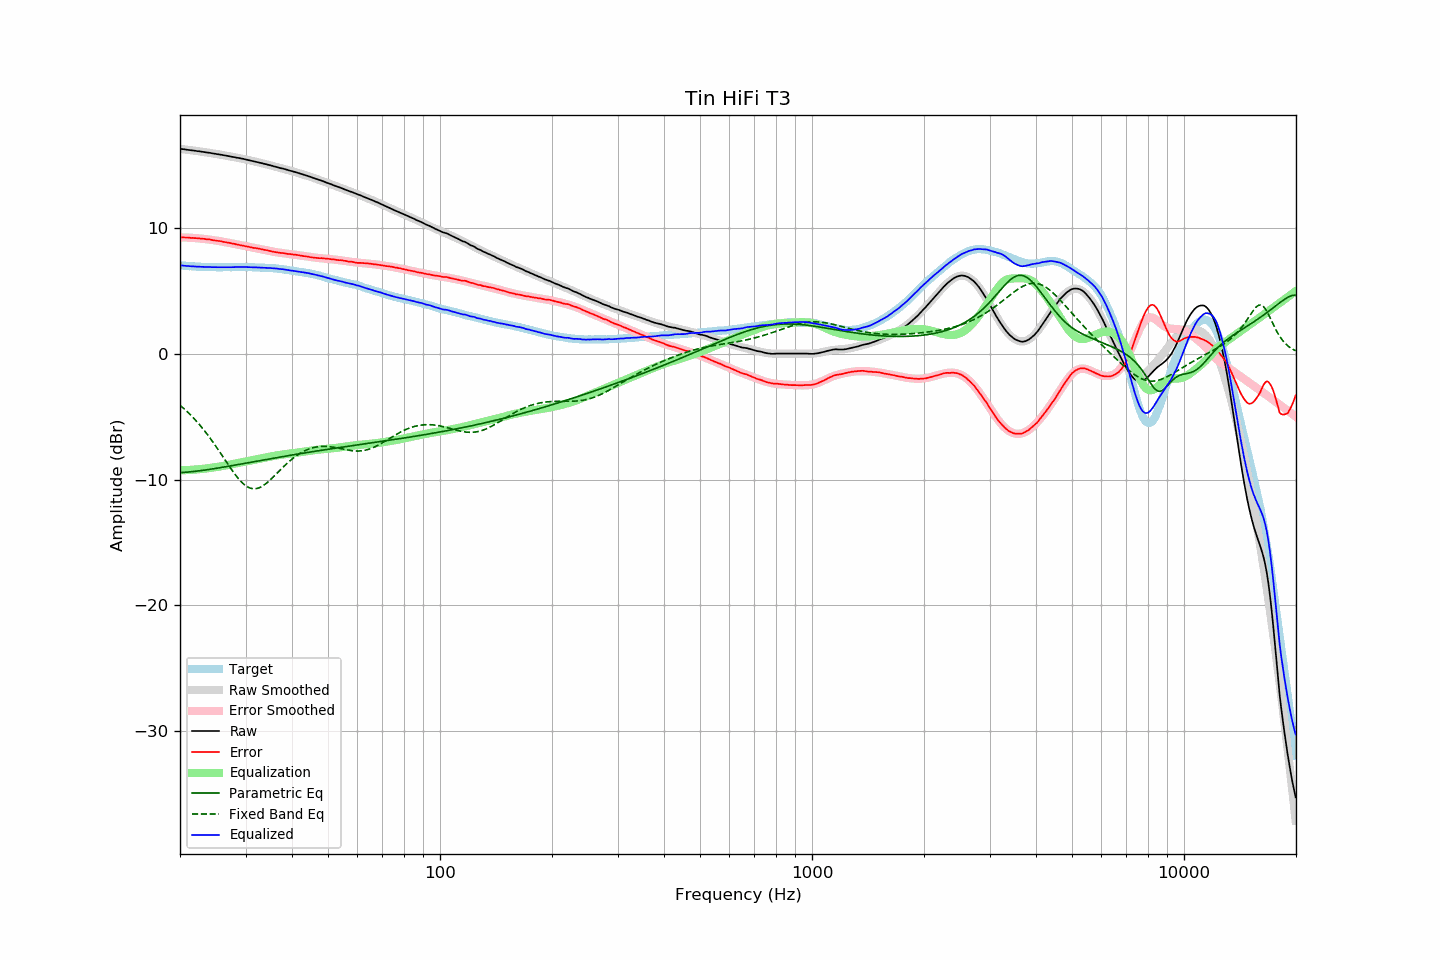 Tin HiFi T3
Amplitude (dBr)
10
0
−10
−20
−30
Target
Raw Smoothed
Error Smoothed
Raw
Error
Equalization
Parametric Eq
Fixed Band Eq
Equalized
100
1000
10000
Frequency (Hz)